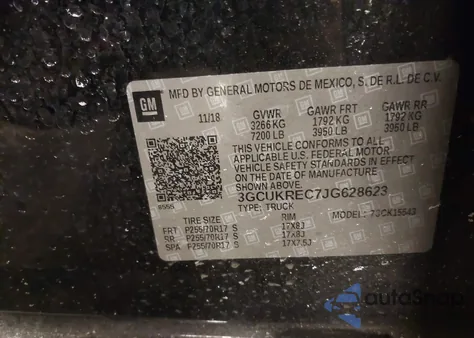 GM
MFD BY GENERAL MOTORS DE MEXICO, S. DE R.L. DE C.V.
11/18 GVWR GAWR FRT GAWR RR
3266 KG 1792 KG 1792 KG
7200 LB 3950 LB 3950 LB
THIS VEHICLE CONFORMS TO ALL
APPLICABLE U.S. FEDERAL MOTOR
VEHICLE SAFETY STANDARDS IN EFFECT
ON THE DATE OF MANUFACTURE
SHOWN ABOVE.
3GCUKREC7JG628623
TYPE: TRUCK
TIRE SIZE RIM MODEL:
FRT P255/70R17 S 17X8J
SR P255/70R17 S 17X8J
SPA P255/70R17 S 17X7.5J
autoSnap